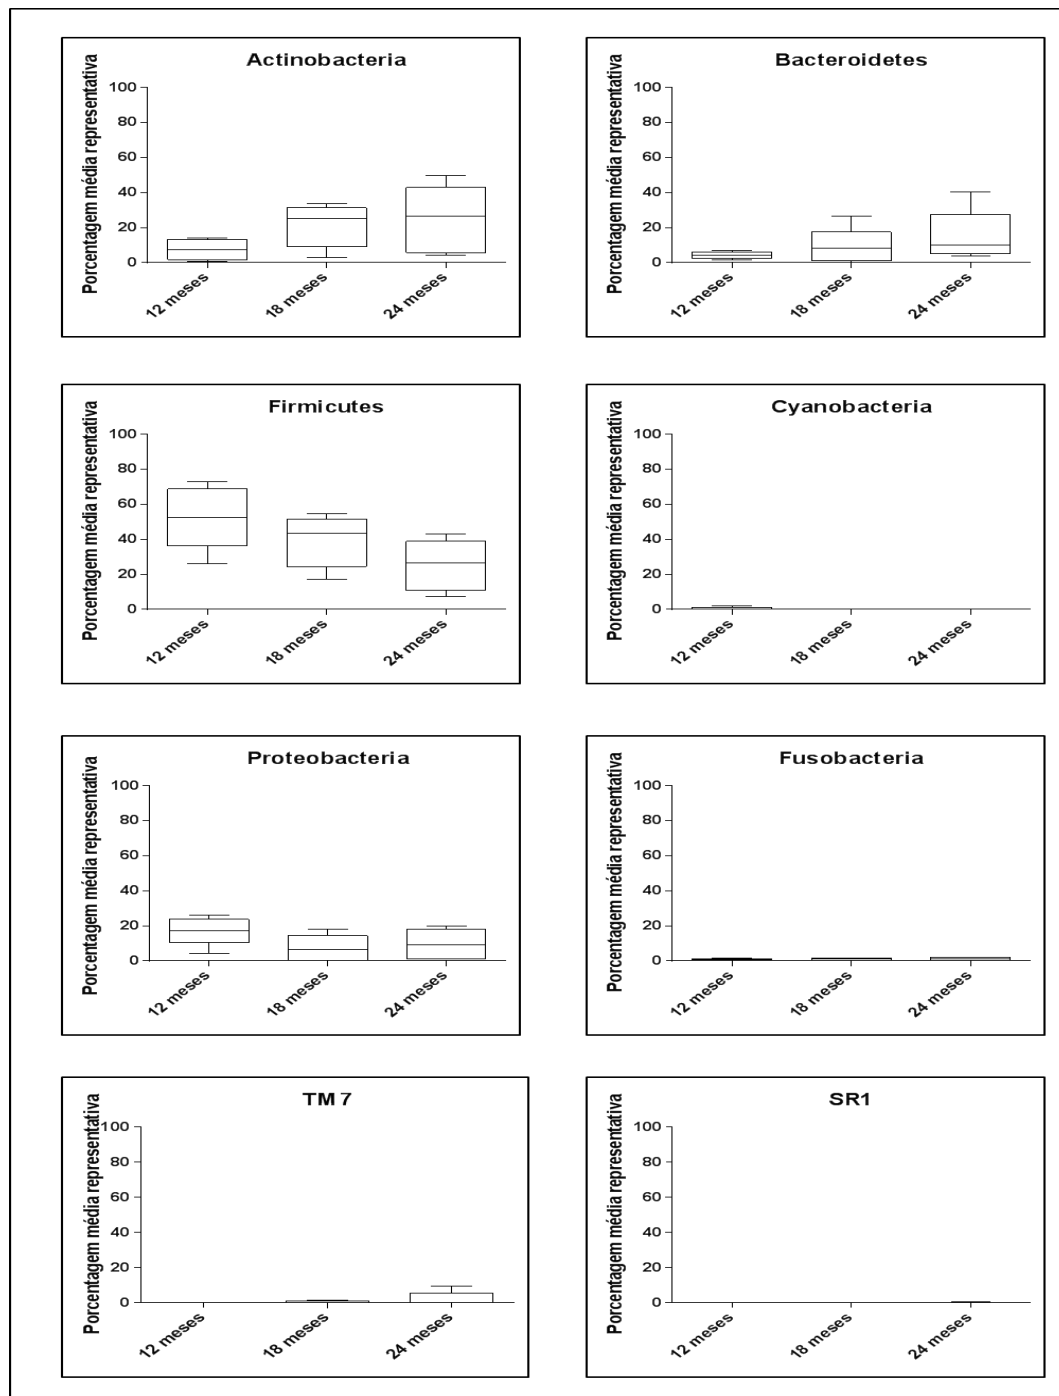 Actinobacteria
Porcentagem média representativa
100
80
60
40
20
0
12 meses
18 meses
24 meses
Bacteroidetes
Porcentagem média representativa
100
80
60
40
20
0
12 meses
18 meses
24 meses
Firmicutes
Porcentagem média representativa
100
80
60
40
20
0
12 meses
18 meses
24 meses
Cyanobacteria
Porcentagem média representativa
100
80
60
40
20
0
12 meses
18 meses
24 meses
Proteobacteria
Porcentagem média representativa
100
80
60
40
20
0
12 meses
18 meses
24 meses
Fusobacteria
Porcentagem média representativa
100
80
60
40
20
0
12 meses
18 meses
24 meses
TM 7
Porcentagem média representativa
100
80
60
40
20
0
12 meses
18 meses
24 meses
SR1
Porcentagem média representativa
100
80
60
40
20
0
12 meses
18 meses
24 meses